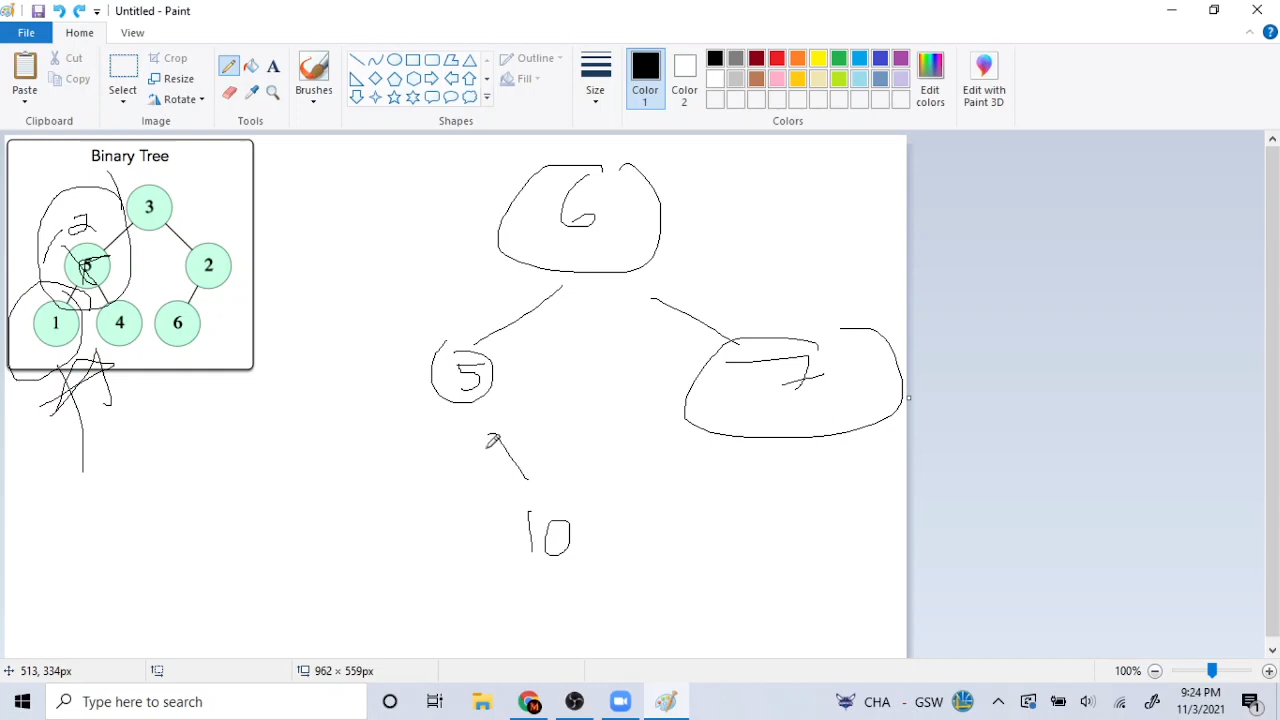 Untitled - Paint
File
Home
View
Paste
Cut
Copy
Clipboard
Select
Crop
Resize
Rotate
Image
A
Tools
Brushes
Outline
Fill
Shapes
Size
Color 1
Color 2
Edit colors
Colors
Edit with Paint 3D
Binary Tree
3
2
5
2
1
4
6
6
5
7
10
513, 334px
962 × 559px
100%
Type here to search
CHA - GSW
9:24 PM
11/3/2021